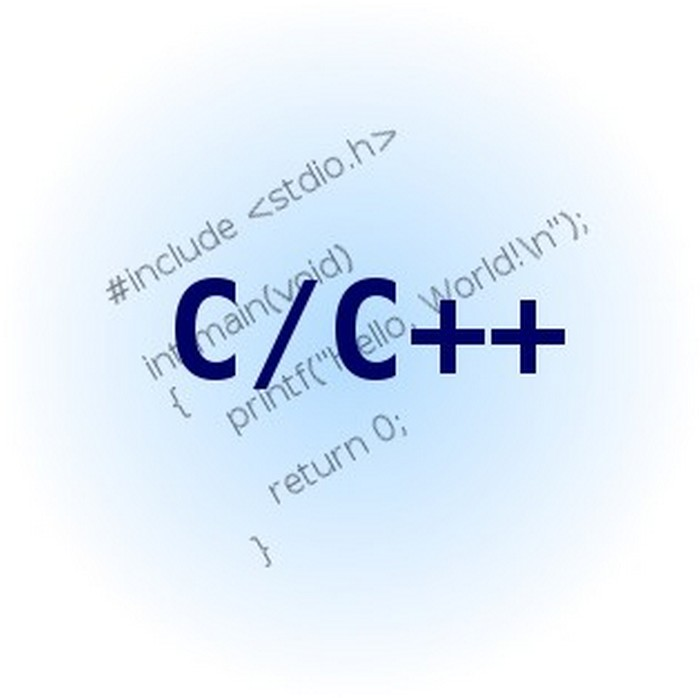 #include <stdio.h>
int main(void)
{
printf("Hello, World!\n");
return 0;
}
C/C++